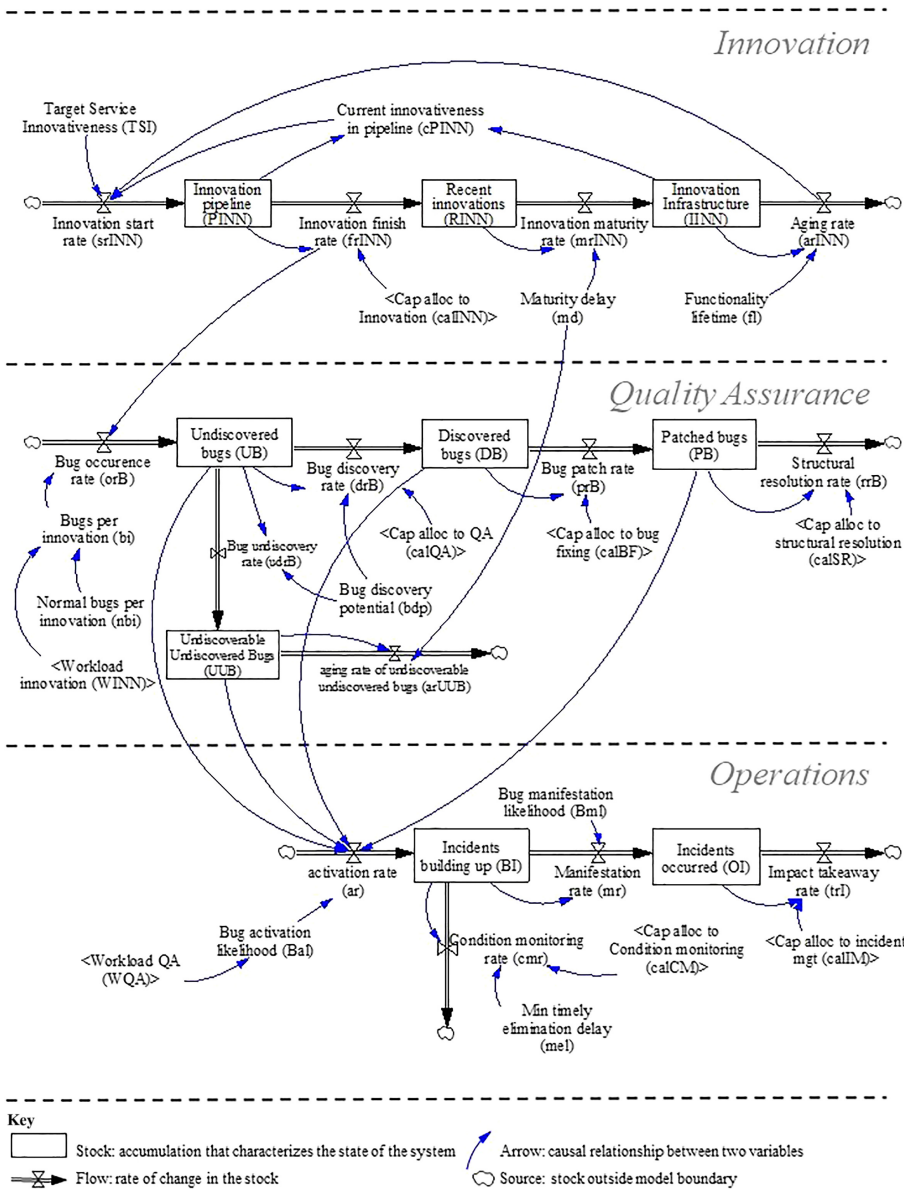 Innovation
Target Service
Innovativeness (TSI)
Current innovativeness
in pipeline (cPINN)
Innovation
pipeline
(PINN)
Recent
innovations
(RINN)
Innovation
Infrastructure
(IINN)
Innovation start
rate (srINN)
Innovation finish
rate (frINN)
Innovation maturity
rate (mrINN)
Aging rate
(arINN)
<Cap alloc to
Innovation (calINN)>
Maturity delay
(md)
Functionality
lifetime (fl)
Quality Assurance
Undiscovered
bugs (UB)
Discovered
bugs (DB)
Patched bugs
(PB)
Bug occurence
rate (orB)
Bug discovery
rate (drB)
Bug patch rate
(prB)
Structural
resolution rate (rrB)
Bugs per
innovation (bi)
Bug undiscovery
rate (udrB)
<Cap alloc to QA
(calQA)>
<Cap alloc to bug
fixing (calBF)>
<Cap alloc to
structural resolution
(calSR)>
Normal bugs per
innovation (nbi)
Bug discovery
potential (bdp)
<Workload
innovation (WINN)>
Undiscoverable
Undiscovered Bugs
(UUB)
aging rate of undiscoverable
undiscovered bugs (arUUB)
Operations
Bug manifestation
likelihood (Bml)
Incidents
building up (BI)
Incidents
occurred (OI)
activation rate
(ar)
Manifestation
rate (mr)
Impact takeaway
rate (trI)
Bug activation
likelihood (Bal)
<Workload QA
(WQA)>
Condition monitoring
rate (cmr)
<Cap alloc to
Condition monitoring
(calCM)>
<Cap alloc to incident
mgt (calIM)>
Min timely
elimination delay
(mel)
Key
Stock: accumulation that characterizes the state of the system
Arrow: causal relationship between two variables
Flow: rate of change in the stock
Source: stock outside model boundary